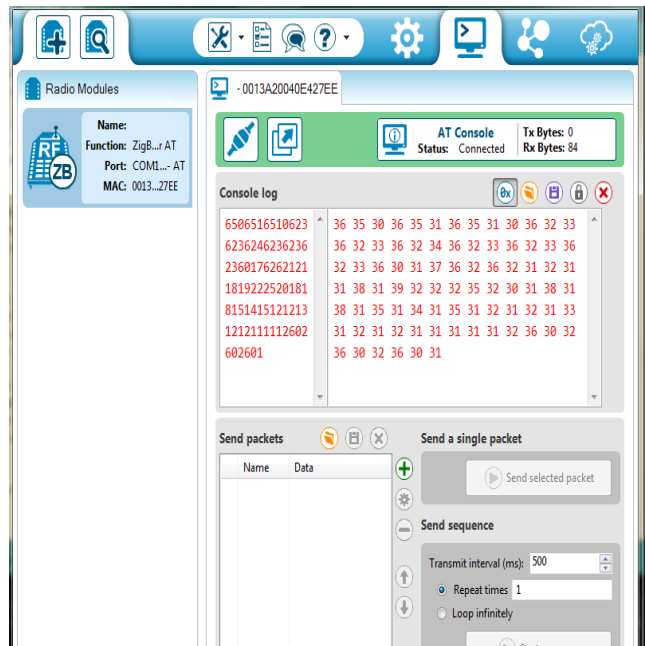 - 0013A20040E427EE
Radio Modules
Name:
Function: ZigB...r AT
Port: COM1...- AT
MAC: 0013...27EE
RF
ZB
AT Console
Status: Connected
Tx Bytes: 0
Rx Bytes: 84
Console log
0x
6506516510623
6236246236236
2360176262121
1819222520181
8151415121213
1212111112602
602601
36 35 30 36 35 31 36 35 31 30 36 32 33
36 32 33 36 32 34 36 32 33 36 32 33 36
32 33 36 30 31 37 36 32 36 32 31 32 31
31 38 31 39 32 32 32 35 32 30 31 38 31
38 31 35 31 34 31 35 31 32 31 32 31 33
31 32 31 32 31 31 31 31 31 32 36 30 32
36 30 32 36 30 31
Send packets
Name Data
Send a single packet
Send selected packet
Send sequence
Transmit interval (ms): 500
Repeat times 1
Loop infinitely